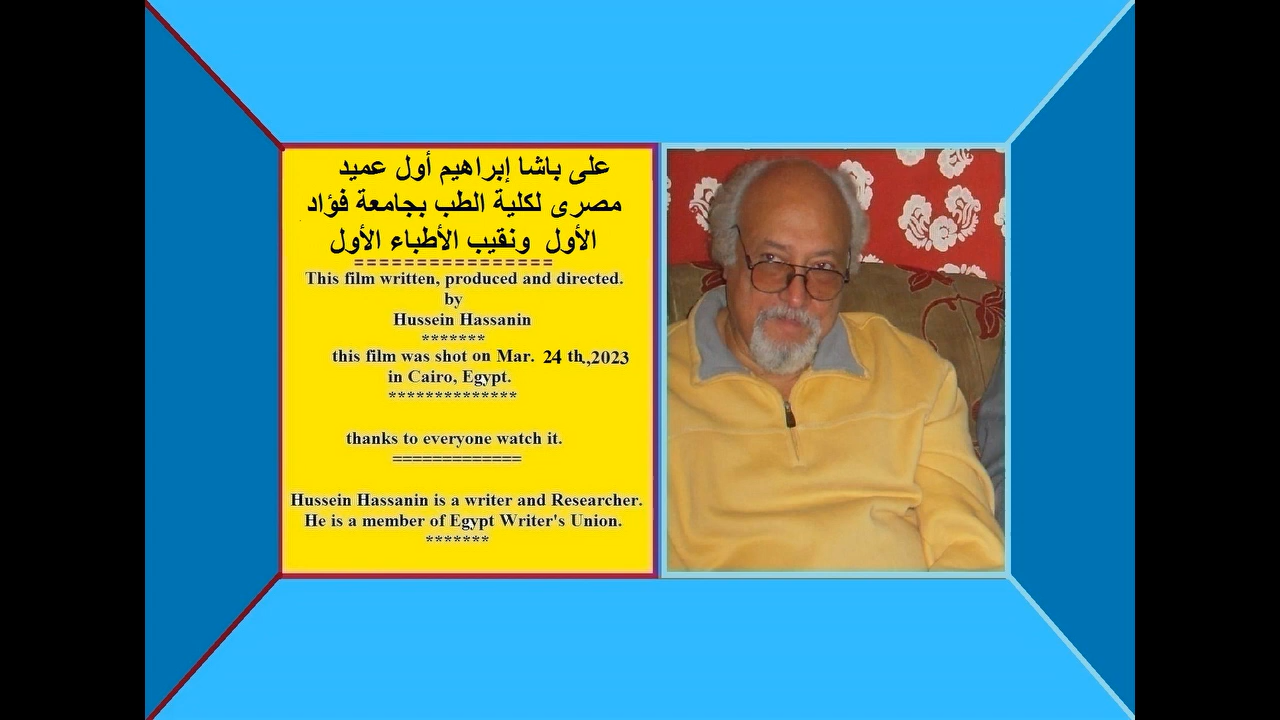 على باشا إبراهيم أول عميد
مصرى لكلية الطب بجامعة فؤاد
الأول ونقيب الأطباء الأول
================
This film written, produced and directed.
by
Hussein Hassanin
*******
this film was shot on Mar. 24 th.,2023
in Cairo, Egypt.
**************
thanks to everyone watch it.
=============
Hussein Hassanin is a writer and Researcher.
He is a member of Egypt Writer's Union.
*******